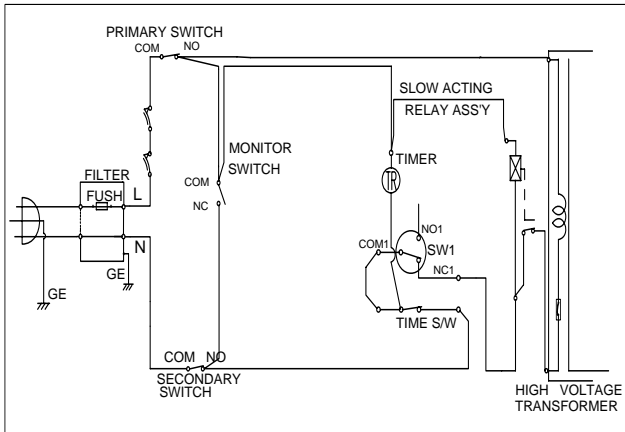 PRIMARY SWITCH
COM NO
SLOW ACTING
RELAY ASS'Y
MONITOR
SWITCH
TIMER
FILTER
FUSH
L
COM
TR
NC
NO1
N
COM1
SW1
GE
GE
NC1
TIME S/W
COM NO
SECONDARY
SWITCH
HIGH VOLTAGE
TRANSFORMER